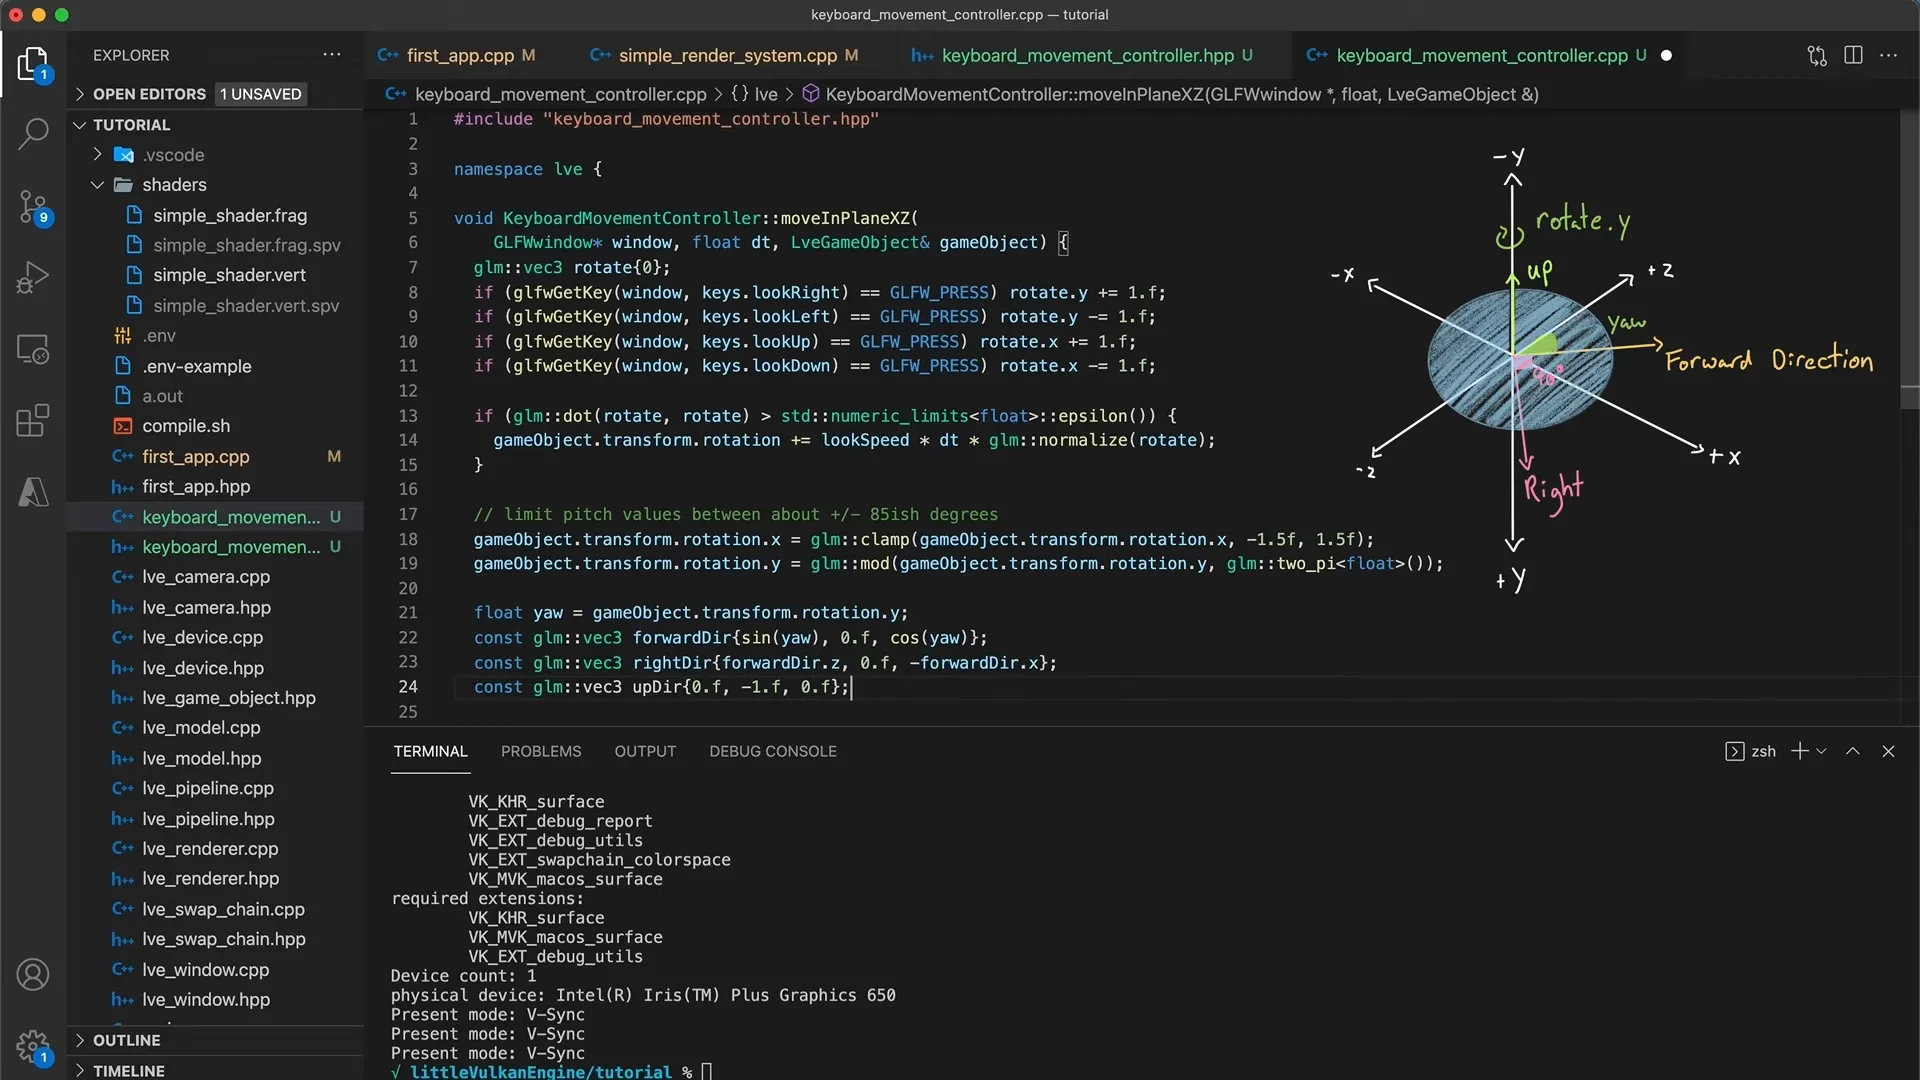 keyboard_movement_controller.cpp — tutorial
EXPLORER
OPEN EDITORS 1 UNSAVED
TUTORIAL
.vscode
shaders
simple_shader.frag
simple_shader.frag.spv
simple_shader.vert
simple_shader.vert.spv
.env
.env-example
a.out
compile.sh
first_app.cpp M
first_app.hpp
keyboard_movemen... U
keyboard_movemen... U
lve_camera.cpp
lve_camera.hpp
lve_device.cpp
lve_device.hpp
lve_game_object.hpp
lve_model.cpp
lve_model.hpp
lve_pipeline.cpp
lve_pipeline.hpp
lve_renderer.cpp
lve_renderer.hpp
lve_swap_chain.cpp
lve_swap_chain.hpp
lve_window.cpp
lve_window.hpp
OUTLINE
TIMELINE
1
9
1
C++ first_app.cpp M C++ simple_render_system.cpp M h++ keyboard_movement_controller.hpp U C++ keyboard_movement_controller.cpp U
C++ keyboard_movement_controller.cpp > {} lve > KeyboardMovementController::moveInPlaneXZ(GLFWwindow *, float, LveGameObject &)
1 #include "keyboard_movement_controller.hpp"
2
3 namespace lve {
4
5 void KeyboardMovementController::moveInPlaneXZ(
6 GLFWwindow* window, float dt, LveGameObject& gameObject) {
7 glm::vec3 rotate{0};
8 if (glfwGetKey(window, keys.lookRight) == GLFW_PRESS) rotate.y += 1.f;
9 if (glfwGetKey(window, keys.lookLeft) == GLFW_PRESS) rotate.y -= 1.f;
10 if (glfwGetKey(window, keys.lookUp) == GLFW_PRESS) rotate.x += 1.f;
11 if (glfwGetKey(window, keys.lookDown) == GLFW_PRESS) rotate.x -= 1.f;
12
13 if (glm::dot(rotate, rotate) > std::numeric_limits<float>::epsilon()) {
14 gameObject.transform.rotation += lookSpeed * dt * glm::normalize(rotate);
15 }
16
17 // limit pitch values between about +/- 85ish degrees
18 gameObject.transform.rotation.x = glm::clamp(gameObject.transform.rotation.x, -1.5f, 1.5f);
19 gameObject.transform.rotation.y = glm::mod(gameObject.transform.rotation.y, glm::two_pi<float>());
20
21 float yaw = gameObject.transform.rotation.y;
22 const glm::vec3 forwardDir{sin(yaw), 0.f, cos(yaw)};
23 const glm::vec3 rightDir{forwardDir.z, 0.f, -forwardDir.x};
24 const glm::vec3 upDir{0.f, -1.f, 0.f};
25
-Y
rotate.y
-X
up
+Z
yaw
Forward Direction
90°
-Z
+X
Right
+Y
TERMINAL PROBLEMS OUTPUT DEBUG CONSOLE zsh
VK_KHR_surface
VK_EXT_debug_report
VK_EXT_debug_utils
VK_EXT_swapchain_colorspace
VK_MVK_macos_surface
required extensions:
VK_KHR_surface
VK_MVK_macos_surface
VK_EXT_debug_utils
Device count: 1
physical device: Intel(R) Iris(TM) Plus Graphics 650
Present mode: V-Sync
Present mode: V-Sync
Present mode: V-Sync
√ littleVulkanEngine/tutorial %